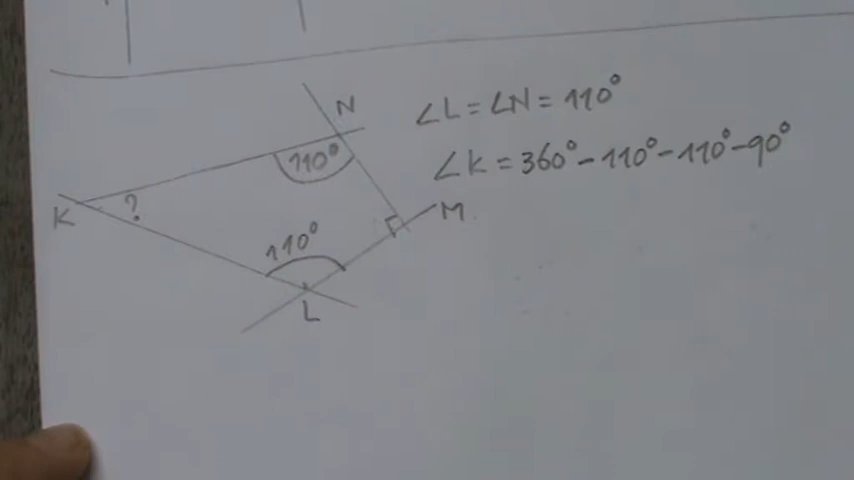 N
∠L = ∠N = 110°
110°
∠K = 360° - 110° - 110° - 90°
K
?
M
110°
L